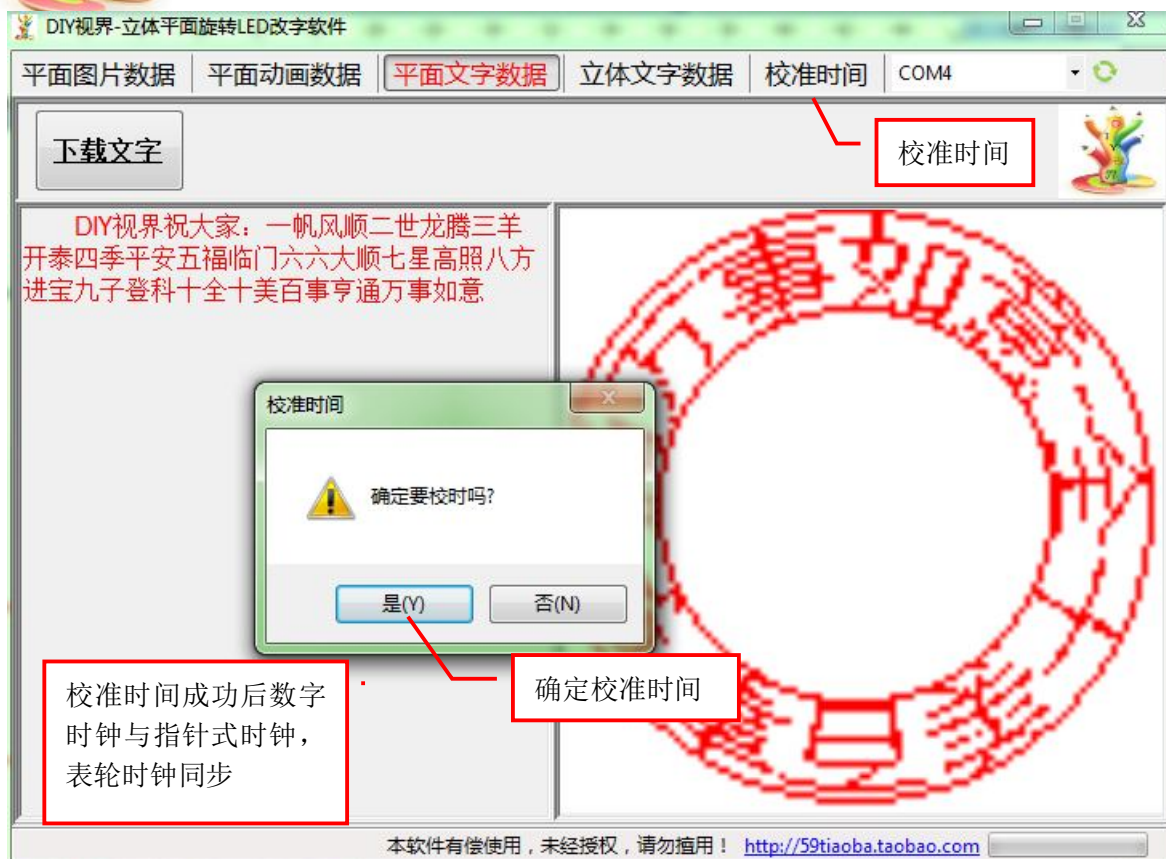 DIY视界-立体平面旋转LED改字软件
平面图片数据 平面动画数据 平面文字数据 立体文字数据 校准时间 COM4
下载文字
校准时间
DIY视界祝大家：一帆风顺二世龙腾三羊
开泰四季平安五福临门六六大顺七星高照八方
进宝九子登科十全十美百事亨通万事如意
校准时间
确定要校时吗?
是(Y) 否(N)
确定校准时间
校准时间成功后数字
时钟与指针式时钟，
表轮时钟同步
本软件有偿使用，未经授权，请勿擅用！ http://59tiaoba.taobao.com